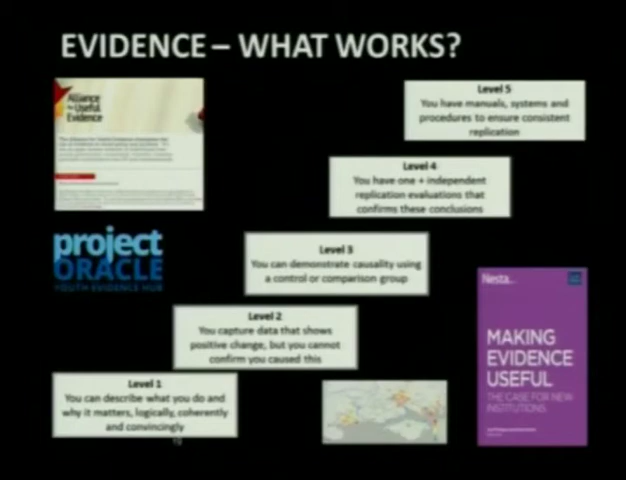 EVIDENCE – WHAT WORKS?
Alliance
for Useful
Evidence
Level 5
You have manuals, systems and
procedures to ensure consistent
replication
Level 4
You have one + independent
replication evaluations that
confirms these conclusions
project
ORACLE
YOUTH EVIDENCE HUB
Level 3
You can demonstrate causality using
a control or comparison group
Level 2
You capture data that shows
positive change, but you cannot
confirm you caused this
Level 1
You can describe what you do and
why it matters, logically, coherently
and convincingly
Nesta...
MAKING
EVIDENCE
USEFUL
THE CASE FOR NEW
INSTITUTIONS